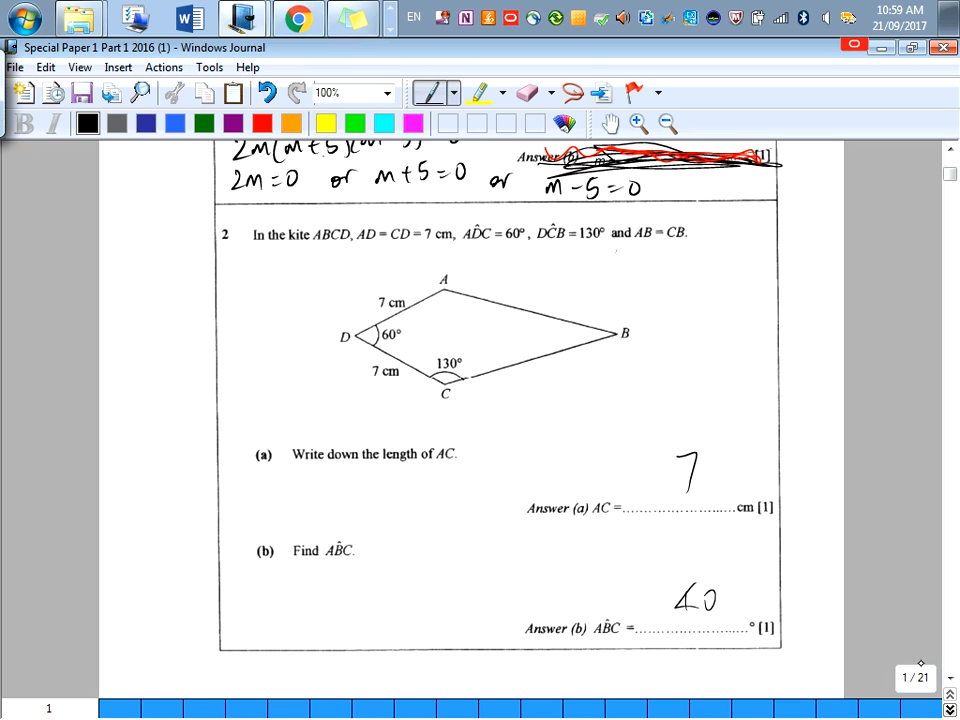 EN
10:59 AM
21/09/2017
Special Paper 1 Part 1 2016 (1) - Windows Journal
File Edit View Insert Actions Tools Help
100%
B I
2m(m+5)(
Answer (b)
[1]
2m=0 or m+5=0 or m-5=0
2 In the kite ABCD, AD = CD = 7 cm, AD̂C = 60°, DĈB = 130° and AB = CB.
A
7 cm
D 60° B
130°
7 cm
C
(a) Write down the length of AC.
7
Answer (a) AC =........................cm [1]
(b) Find AB̂C.
40
Answer (b) AB̂C =........................° [1]
1 / 21
1